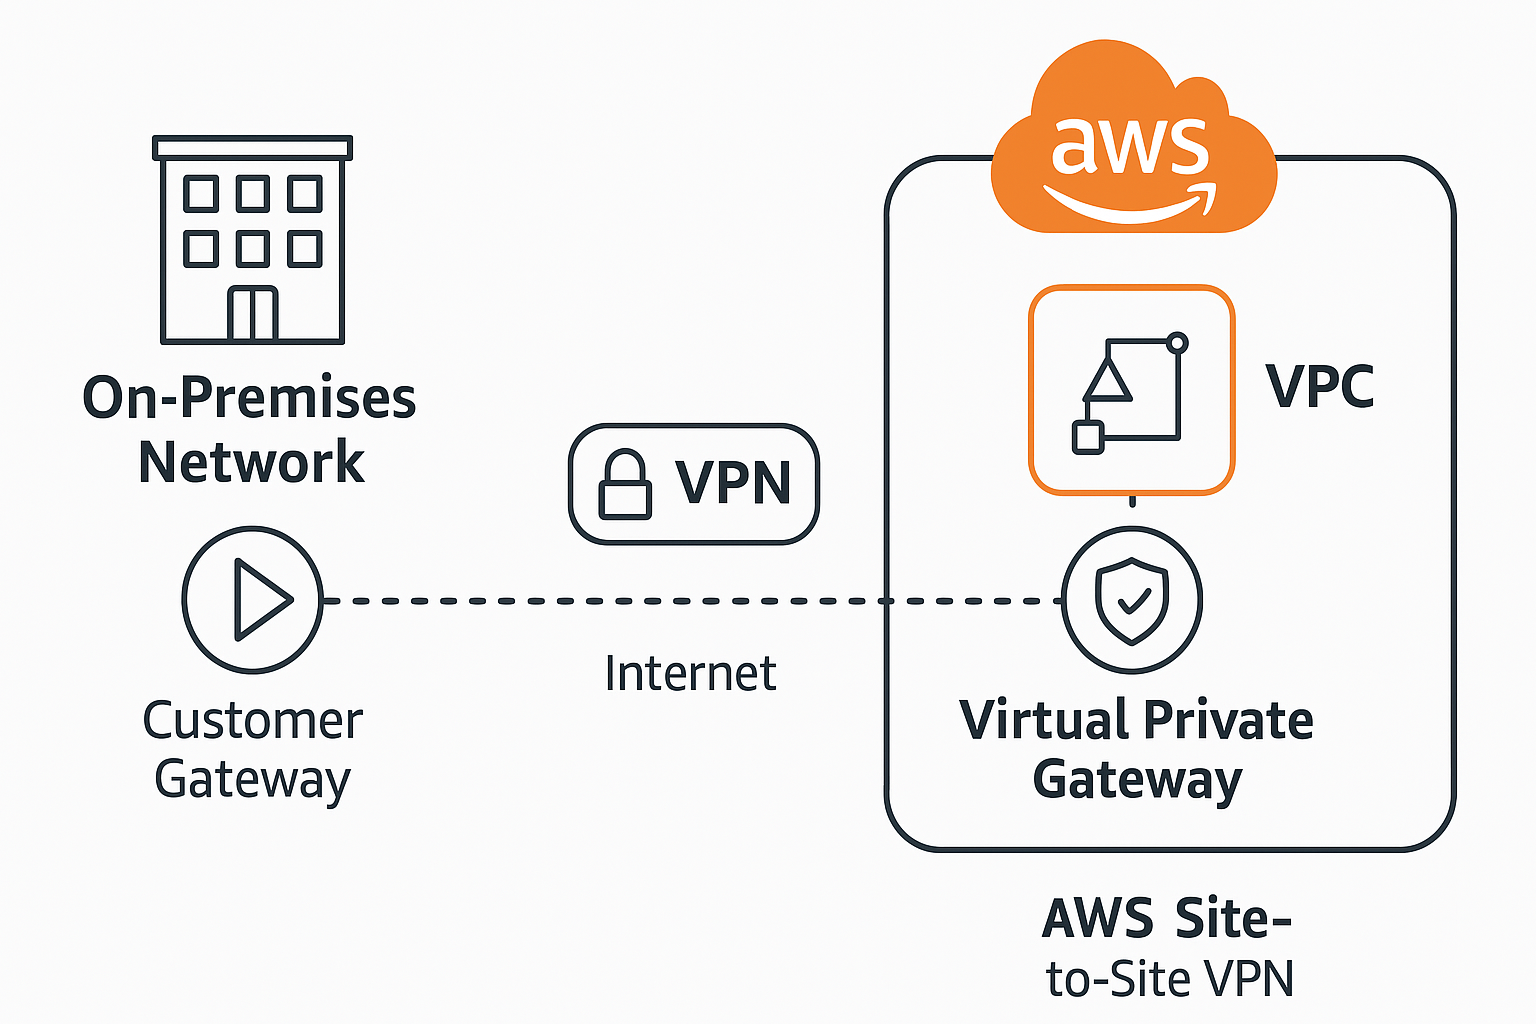 aws
On-Premises
Network
VPC
VPN
Internet
Customer
Gateway
Virtual Private
Gateway
AWS Site-
to-Site VPN